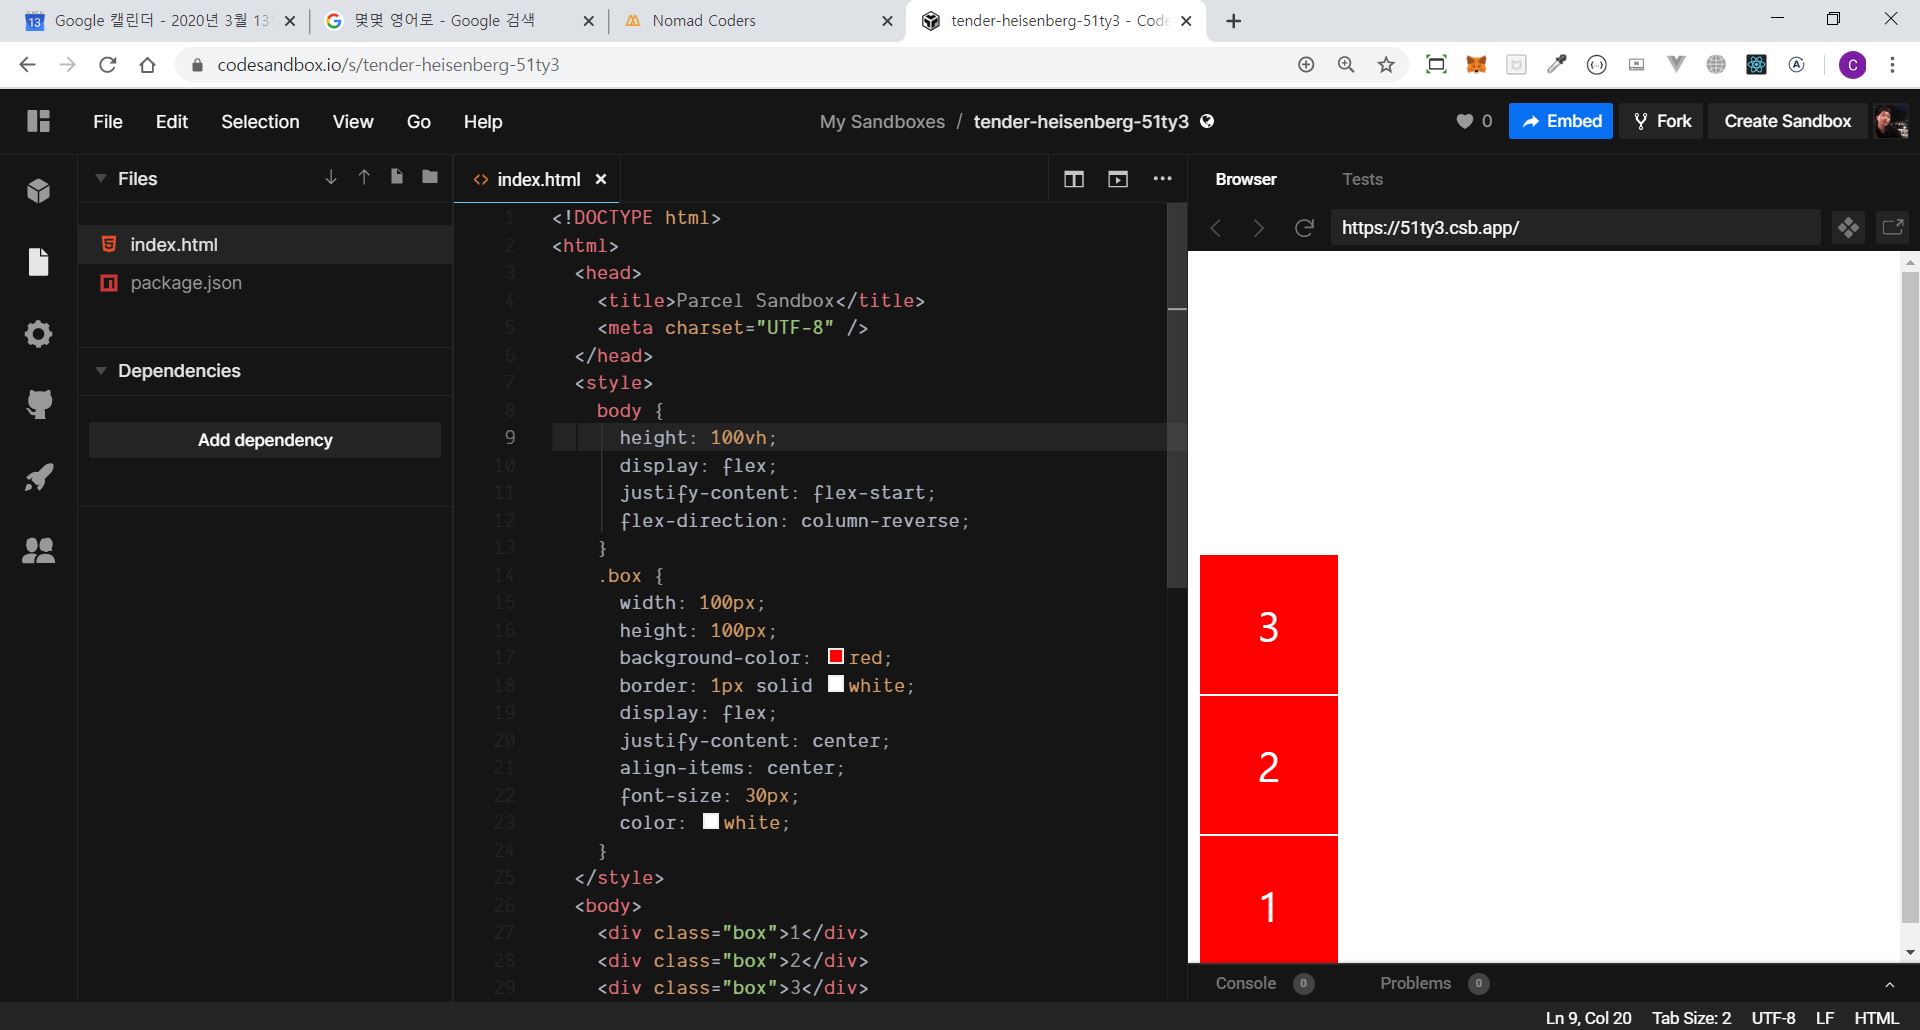 Google 캘린더 - 2020년 3월 13
몇몇 영어로 - Google 검색
Nomad Coders
tender-heisenberg-51ty3 - Code
codesandbox.io/s/tender-heisenberg-51ty3
C
File Edit Selection View Go Help
My Sandboxes / tender-heisenberg-51ty3
0
Embed
Fork
Create Sandbox
Files
index.html
package.json
Dependencies
Add dependency
index.html
1 <!DOCTYPE html>
2 <html>
3 <head>
4 <title>Parcel Sandbox</title>
5 <meta charset="UTF-8" />
6 </head>
7 <style>
8 body {
9 height: 100vh;
10 display: flex;
11 justify-content: flex-start;
12 flex-direction: column-reverse;
13 }
14 .box {
15 width: 100px;
16 height: 100px;
17 background-color: red;
18 border: 1px solid white;
19 display: flex;
20 justify-content: center;
21 align-items: center;
22 font-size: 30px;
23 color: white;
24 }
25 </style>
26 <body>
27 <div class="box">1</div>
28 <div class="box">2</div>
29 <div class="box">3</div>
Browser
Tests
https://51ty3.csb.app/
3
2
1
Console 0
Problems 0
Ln 9, Col 20 Tab Size: 2 UTF-8 LF HTML